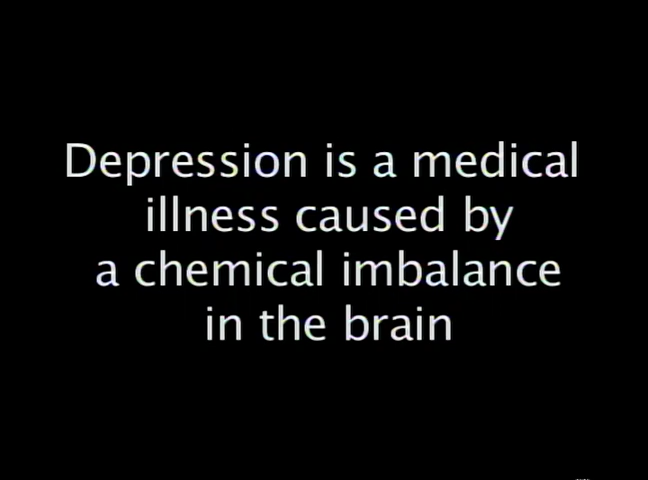 Depression is a medical
illness caused by
a chemical imbalance
in the brain